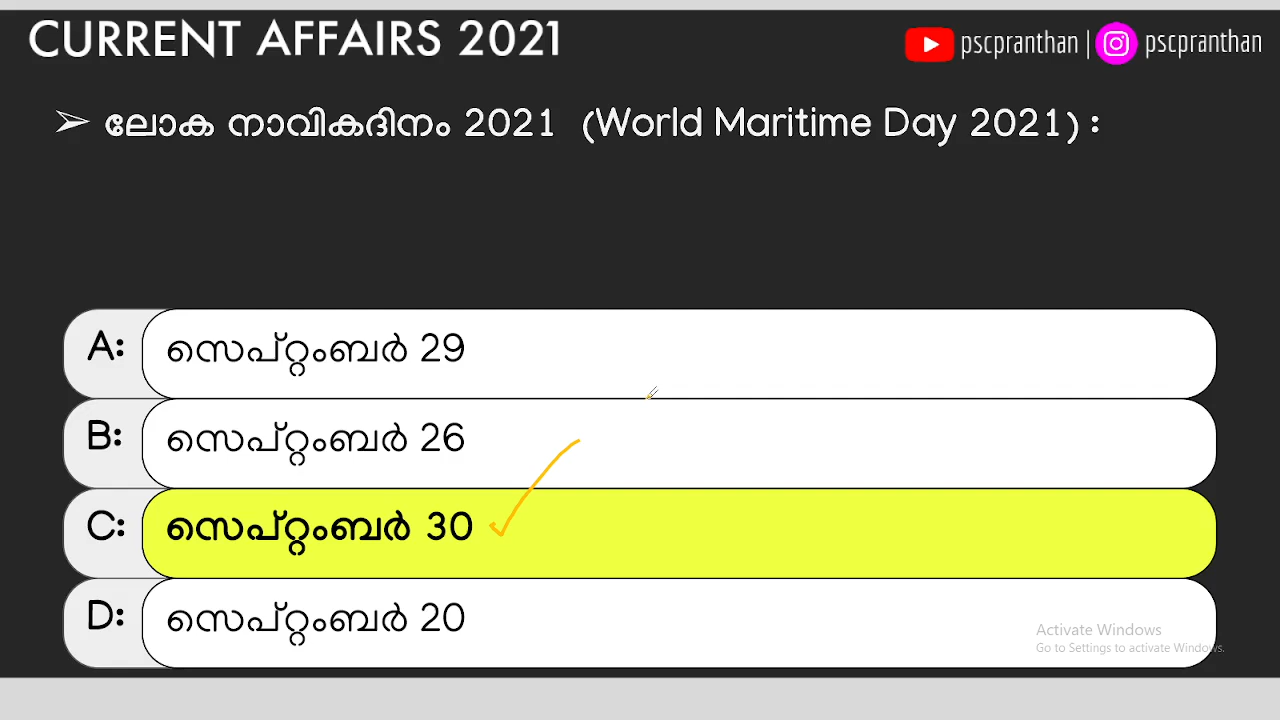 CURRENT AFFAIRS 2021
pscpranthan | pscpranthan
➢ ലോക നാവികദിനം 2021 (World Maritime Day 2021) :
A: സെപ്റ്റംബർ 29
B: സെപ്റ്റംബർ 26
C: സെപ്റ്റംബർ 30
D: സെപ്റ്റംബർ 20
Activate Windows
Go to Settings to activate Windows.